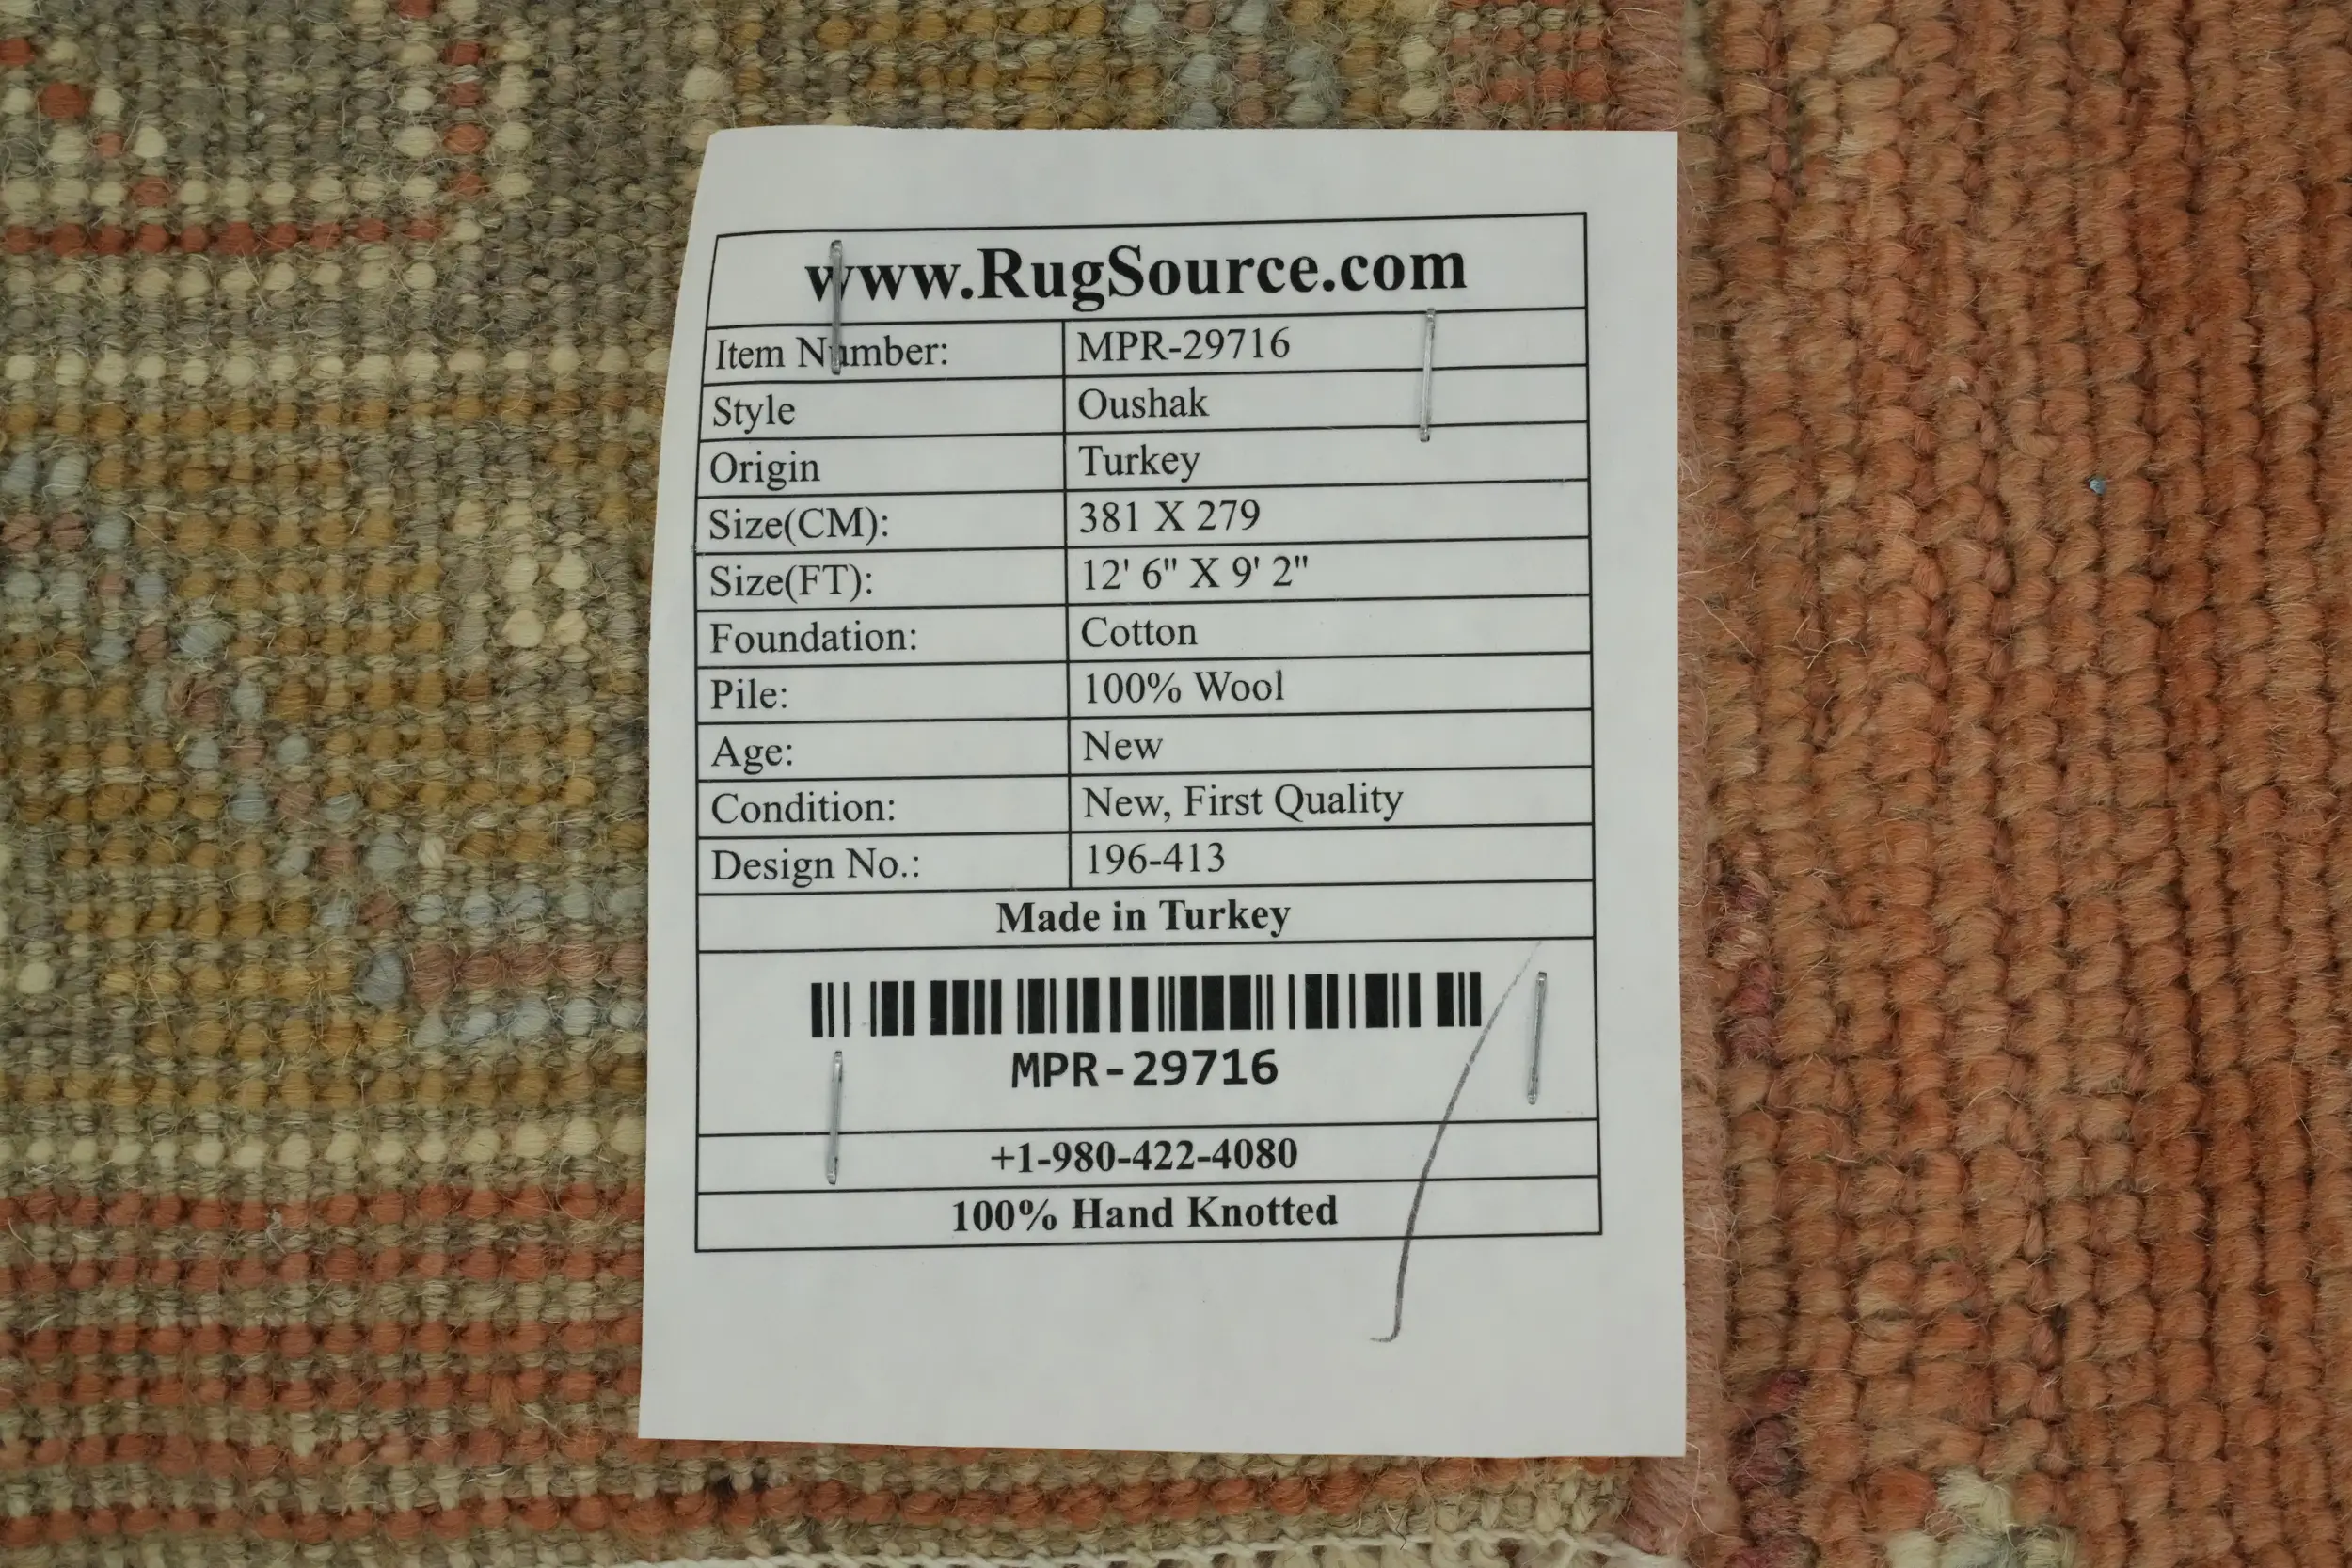 www.RugSource.com
Item Number: MPR-29716
Style Oushak
Origin Turkey
Size(CM): 381 X 279
Size(FT): 12' 6" X 9' 2"
Foundation: Cotton
Pile: 100% Wool
Age: New
Condition: New, First Quality
Design No.: 196-413
Made in Turkey
MPR-29716
+1-980-422-4080
100% Hand Knotted